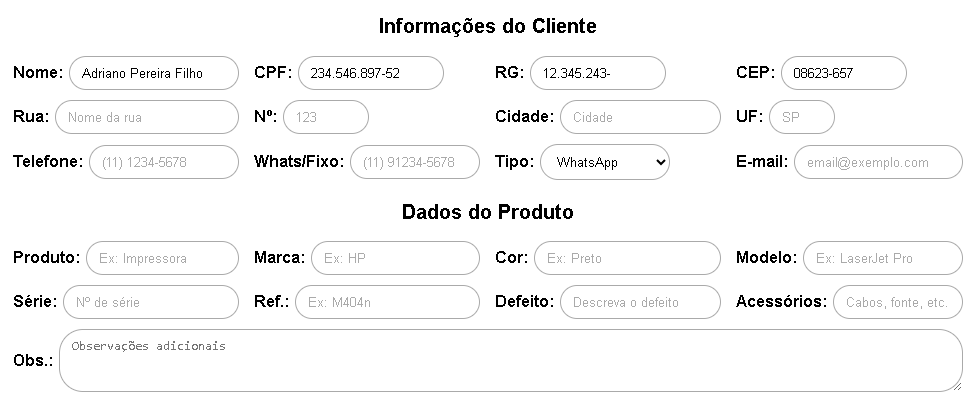 Informações do Cliente
Nome: Adriano Pereira Filho CPF: 234.546.897-52 RG: 12.345.243- CEP: 08623-657
Rua: Nome da rua Nº: 123 Cidade: Cidade UF: SP
Telefone: (11) 1234-5678 Whats/Fixo: (11) 91234-5678 Tipo: WhatsApp E-mail: email@exemplo.com
Dados do Produto
Produto: Ex: Impressora Marca: Ex: HP Cor: Ex: Preto Modelo: Ex: LaserJet Pro
Série: Nº de série Ref.: Ex: M404n Defeito: Descreva o defeito Acessórios: Cabos, fonte, etc.
Obs.: Observações adicionais